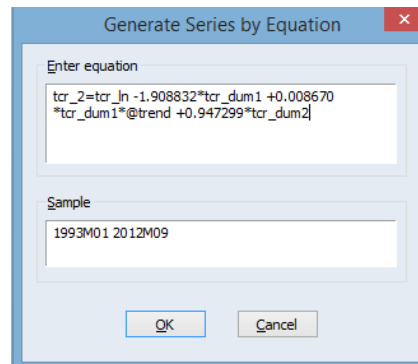 Generate Series by Equation
Enter equation
tcr_2=tcr_ln -1.908832*tcr_dum1 +0.008670
*tcr_dum1*@trend +0.947299*tcr_dum2
Sample
1993M01 2012M09
OK
Cancel